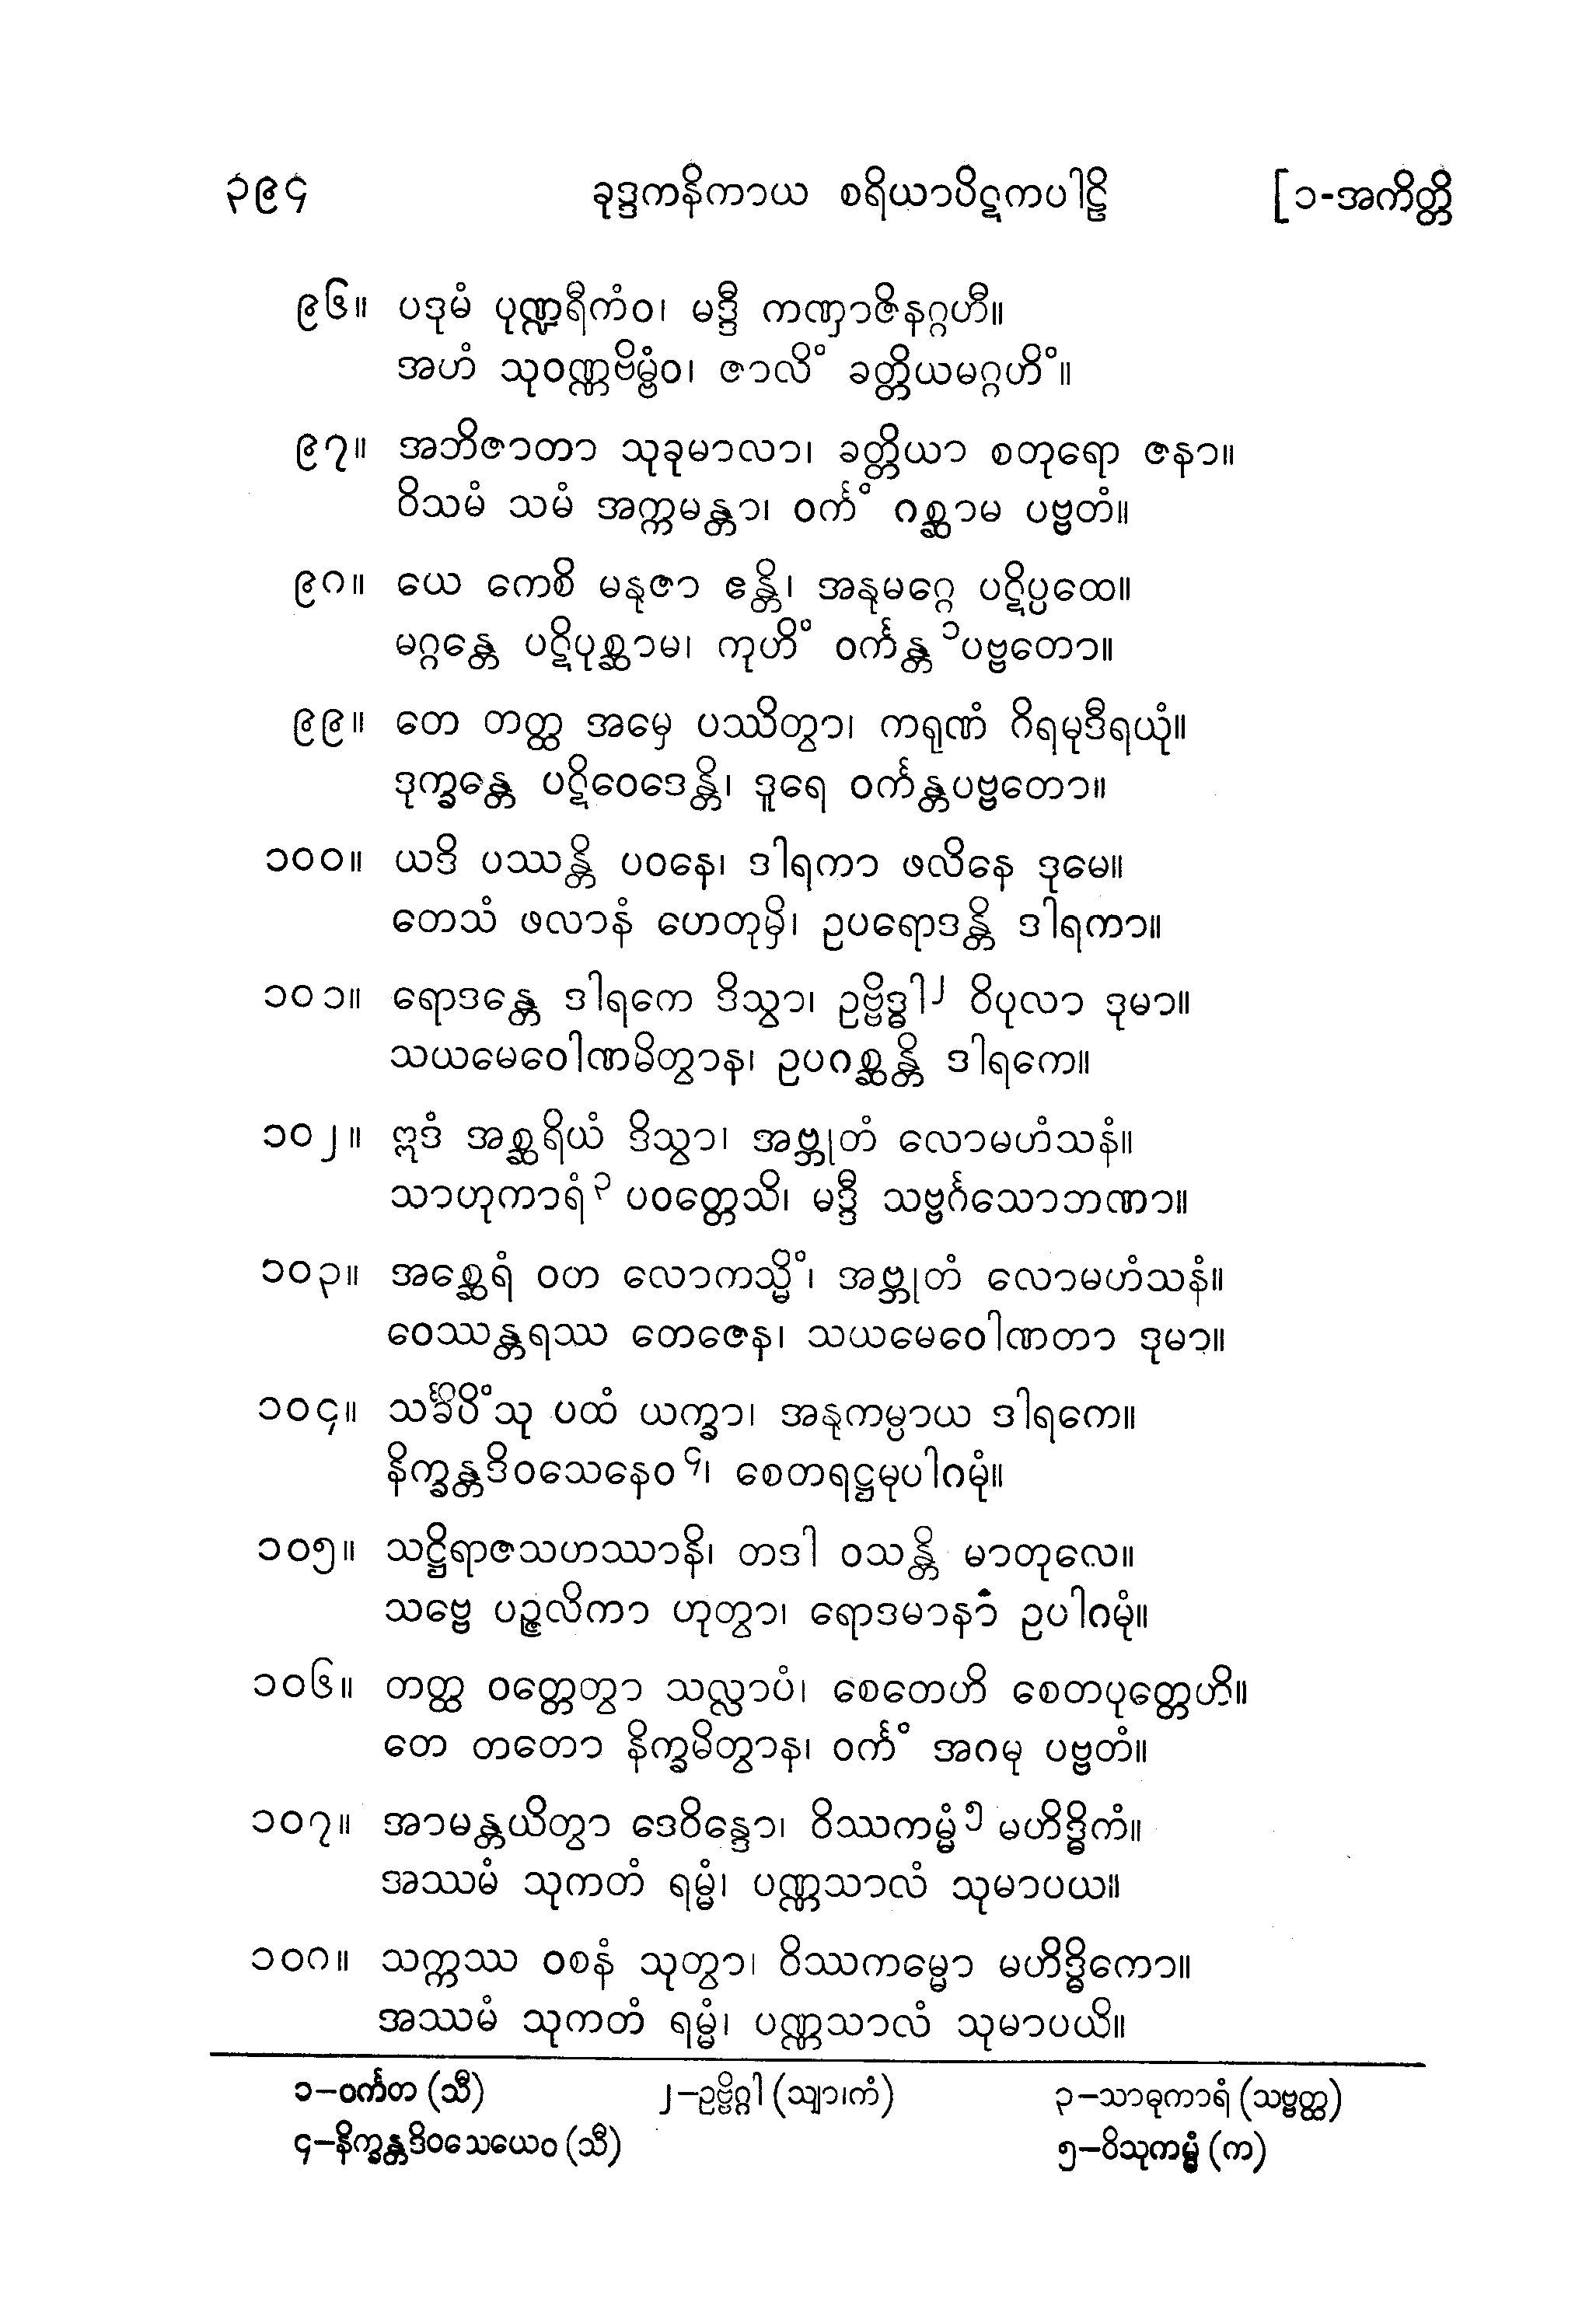 ၃၉၄ ခုဒ္ဒကနိကာယ စရိယာပိဋကပါဠိ [၁-အကိတ္တိ
၉၆။ ပဒုမံ ပုဏ္ဍရီကံဝ၊ မဒ္ဒီ ကဏှာဇိနဂ္ဂဟီ။
အဟံ သုဝဏ္ဏဗိမ္ဗံဝ၊ ဇာလိံ ခတ္တိယမဂ္ဂဟိံ။
၉၇။ အဘိဇာတာ သုခုမာလာ၊ ခတ္တိယာ စတုရော ဇနာ။
ဝိသမံ သမံ အက္ကမန္တာ၊ ဝင်္ကံ ဂစ္ဆာမ ပဗ္ဗတံ။
၉၈။ ယေ ကေစိ မနုဇာ ဧန္တိ၊ အနုမဂ္ဂေ ပဋိပ္ပထေ။
မဂ္ဂန္တေ ပဋိပုစ္ဆာမ၊ ကုဟိံ ဝင်္ကန္တ ၁ပဗ္ဗတော။
၉၉။ တေ တတ္ထ အမှေ ပဿိတွာ၊ ကရုဏံ ဂိရမုဒီရယုံ။
ဒုက္ခန္တေ ပဋိဝေဒေန္တိ၊ ဒူရေ ဝင်္ကန္တပဗ္ဗတော။
၁၀၀။ ယဒိ ပဿန္တိ ပဝနေ၊ ဒါရကာ ဖလိနေ ဒုမေ။
တေသံ ဖလာနံ ဟေတုမှိ၊ ဥပရောဒန္တိ ဒါရကာ။
၁၀၁။ ရောဒန္တေ ဒါရကေ ဒိသွာ၊ ဥဗ္ဗိဒ္ဓါ၂ ဝိပုလာ ဒုမာ။
သယမေဝေါဏမိတွာန၊ ဥပဂစ္ဆန္တိ ဒါရကေ။
၁၀၂။ ဣဒံ အစ္ဆရိယံ ဒိသွာ၊ အဗ္ဘုတံ လောမဟံသနံ။
သာဟုကာရံ၃ ပဝတ္တေသိ၊ မဒ္ဒီ သဗ္ဗင်္ဂသောဘဏာ။
၁၀၃။ အစ္ဆေရံ ဝတ လောကသ္မိံ၊ အဗ္ဘုတံ လောမဟံသနံ။
ဝေဿန္တရဿ တေဇေန၊ သယမေဝေါဏတာ ဒုမာ။
၁၀၄။ သင်္ခိပိံသု ပထံ ယက္ခာ၊ အနုကမ္ပာယ ဒါရကေ။
နိက္ခန္တဒိဝသေနေဝ ၄၊ စေတရဋ္ဌမုပါဂမုံ။
၁၀၅။ သဋ္ဌိရာဇသဟဿာနိ၊ တဒါ ဝသန္တိ မာတုလေ။
သဗ္ဗေ ပဉ္ဇလိကာ ဟုတွာ၊ ရောဒမာနာ ဥပါဂမုံ။
၁၀၆။ တတ္ထ ဝတ္တေတွာ သလ္လာပံ၊ စေတေဟိ စေတပုတ္တေဟိ။
တေ တတော နိက္ခမိတွာန၊ ဝင်္ကံ အဂမု ပဗ္ဗတံ။
၁၀၇။ အာမန္တယိတွာ ဒေဝိန္ဒော၊ ဝိဿကမ္မံ၅ မဟိဒ္ဓိကံ။
အဿမံ သုကတံ ရမ္မံ၊ ပဏ္ဏသာလံ သုမာပယ။
၁၀၈။ သက္ကဿ ဝစနံ သုတွာ၊ ဝိဿကမ္မော မဟိဒ္ဓိကော။
အဿမံ သုကတံ ရမ္မံ၊ ပဏ္ဏသာလံ သုမာပယိ။
၁–ဝင်္ကတ (သီ) ၂–ဥဗ္ဗိဂ္ဂါ (သျာ၊ကံ) ၃–သာဓုကာရံ (သဗ္ဗတ္ထ)
၄–နိက္ခန္တဒိဝသေယေဝ (သီ) ၅–ဝိသုကမ္မံ (က)